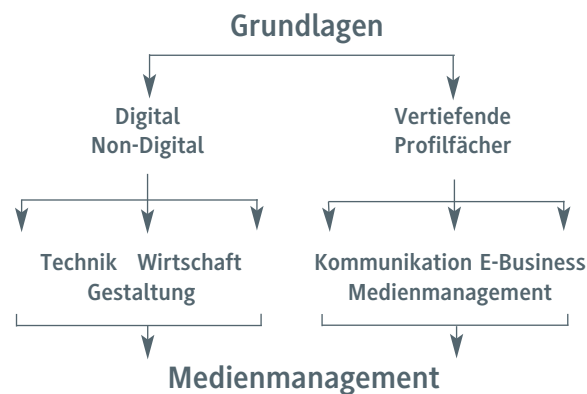 Grundlagen
Digital
Non-Digital
Vertiefende
Profilfächer
Technik Wirtschaft
Gestaltung
Kommunikation E-Business
Medienmanagement
Medienmanagement